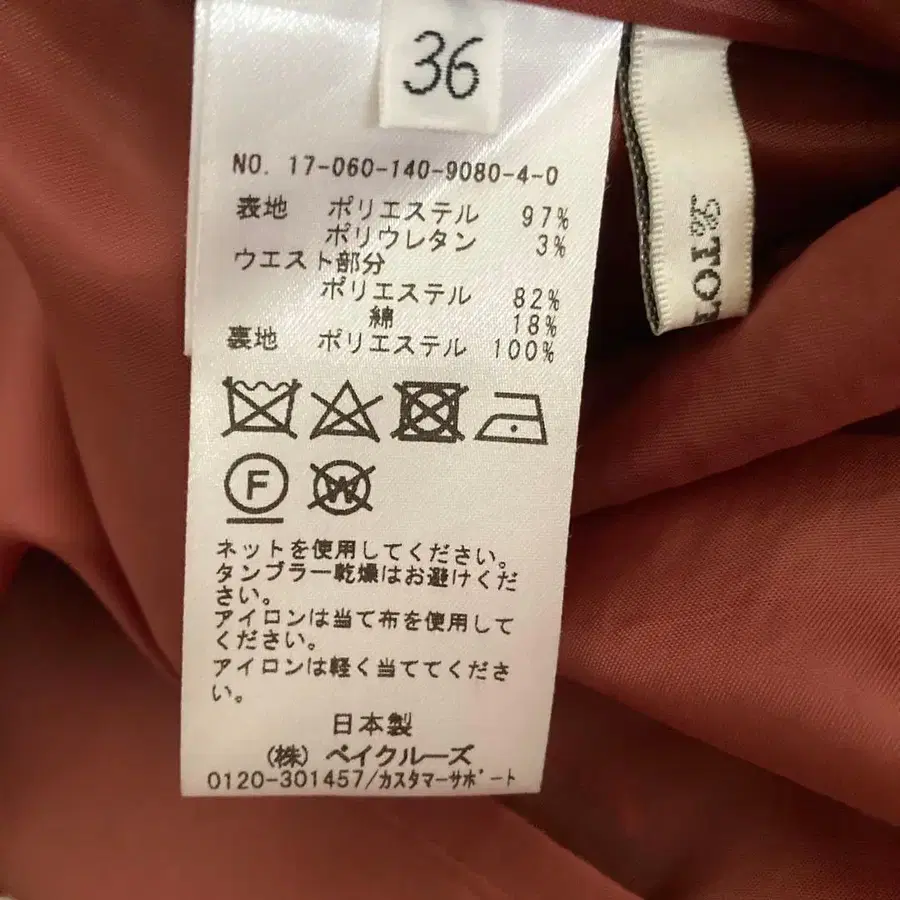 36
NO. 17-060-140-9080-4-0
表地 ポリエステル 97%
ポリウレタン 3%
ウエスト部分
ポリエステル 82%
綿 18%
裏地 ポリエステル 100%
F
W
ネットを使用してください。
タンブラー乾燥はお避けくだ
さい。
アイロンは当て布を使用して
ください。
アイロンは軽く当ててくださ
い。
日本製
(株) ベイクルーズ
0120-301457/カスタマーサポート